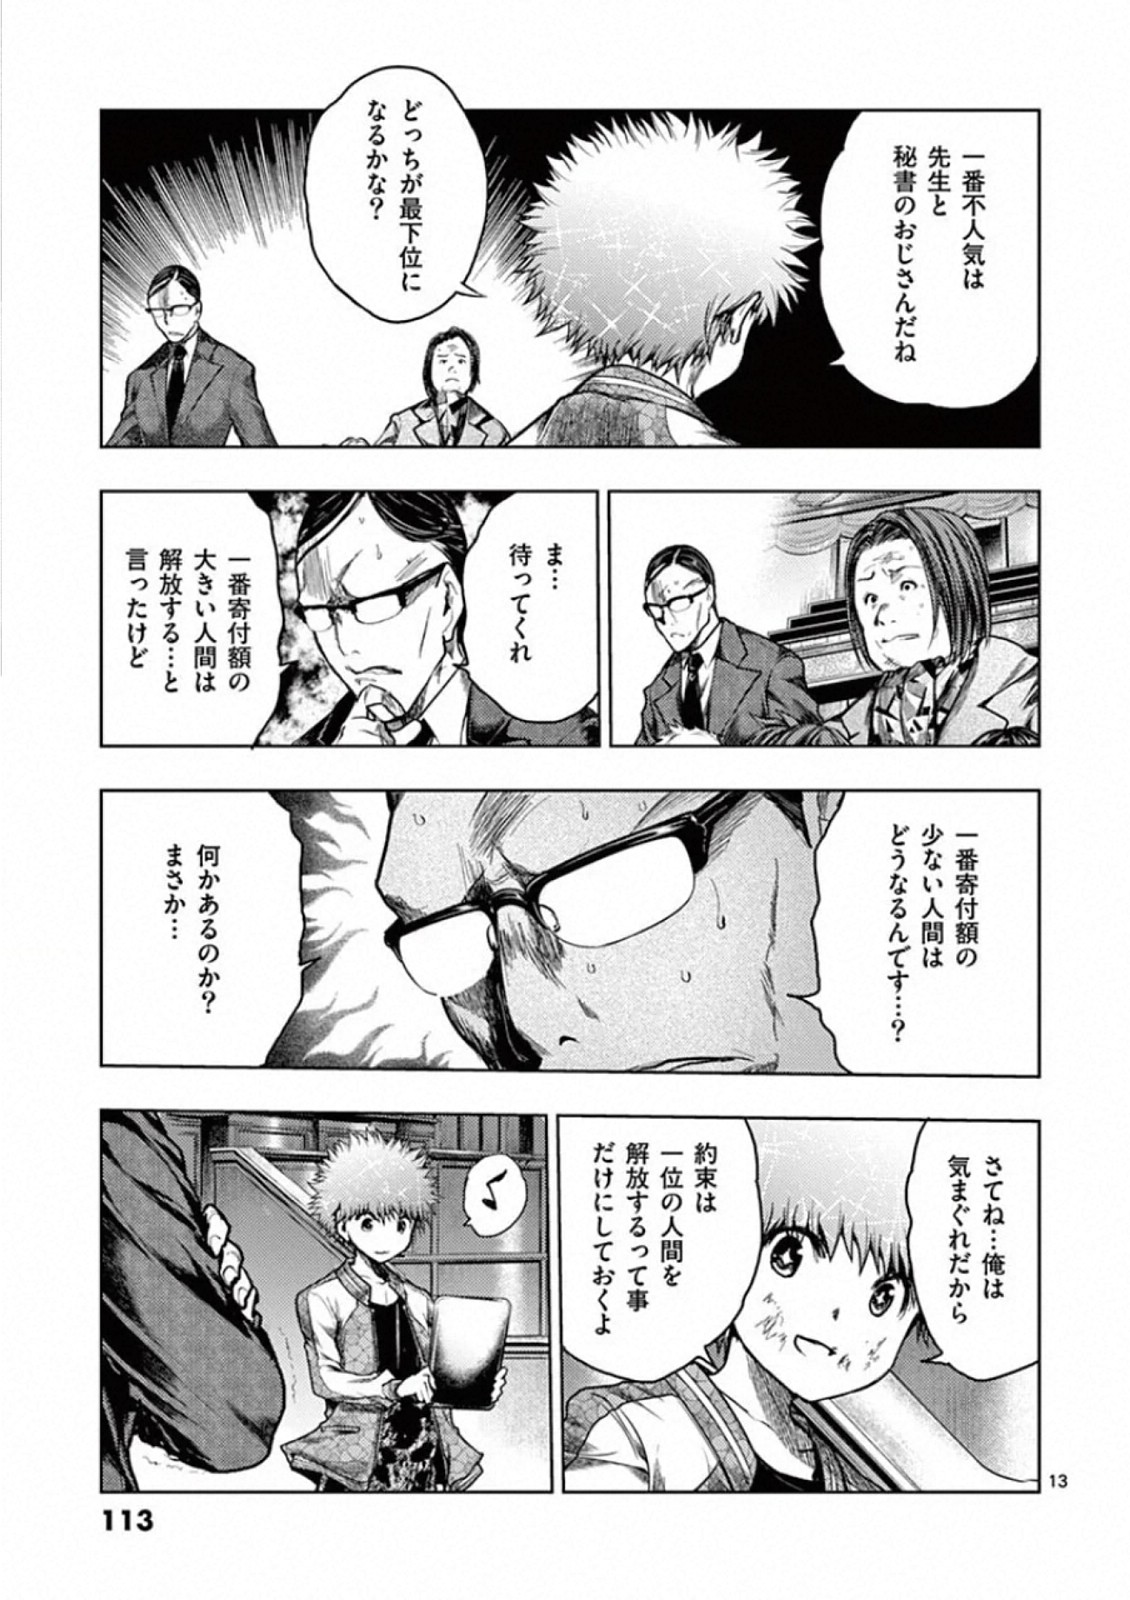 一番不人気は
先生と
秘書のおじさんだね
どっちが最下位に
なるかな？
ま…
待ってくれ
一番寄付額の
大きい人間は
解放する…と
言ったけど
一番寄付額の
少ない人間は
どうなるんです…？
何かあるのか？
まさか…
さてね…俺は
気まぐれだから
約束は
一位の人間を
解放するって事
だけにしておくよ
♪
13
113